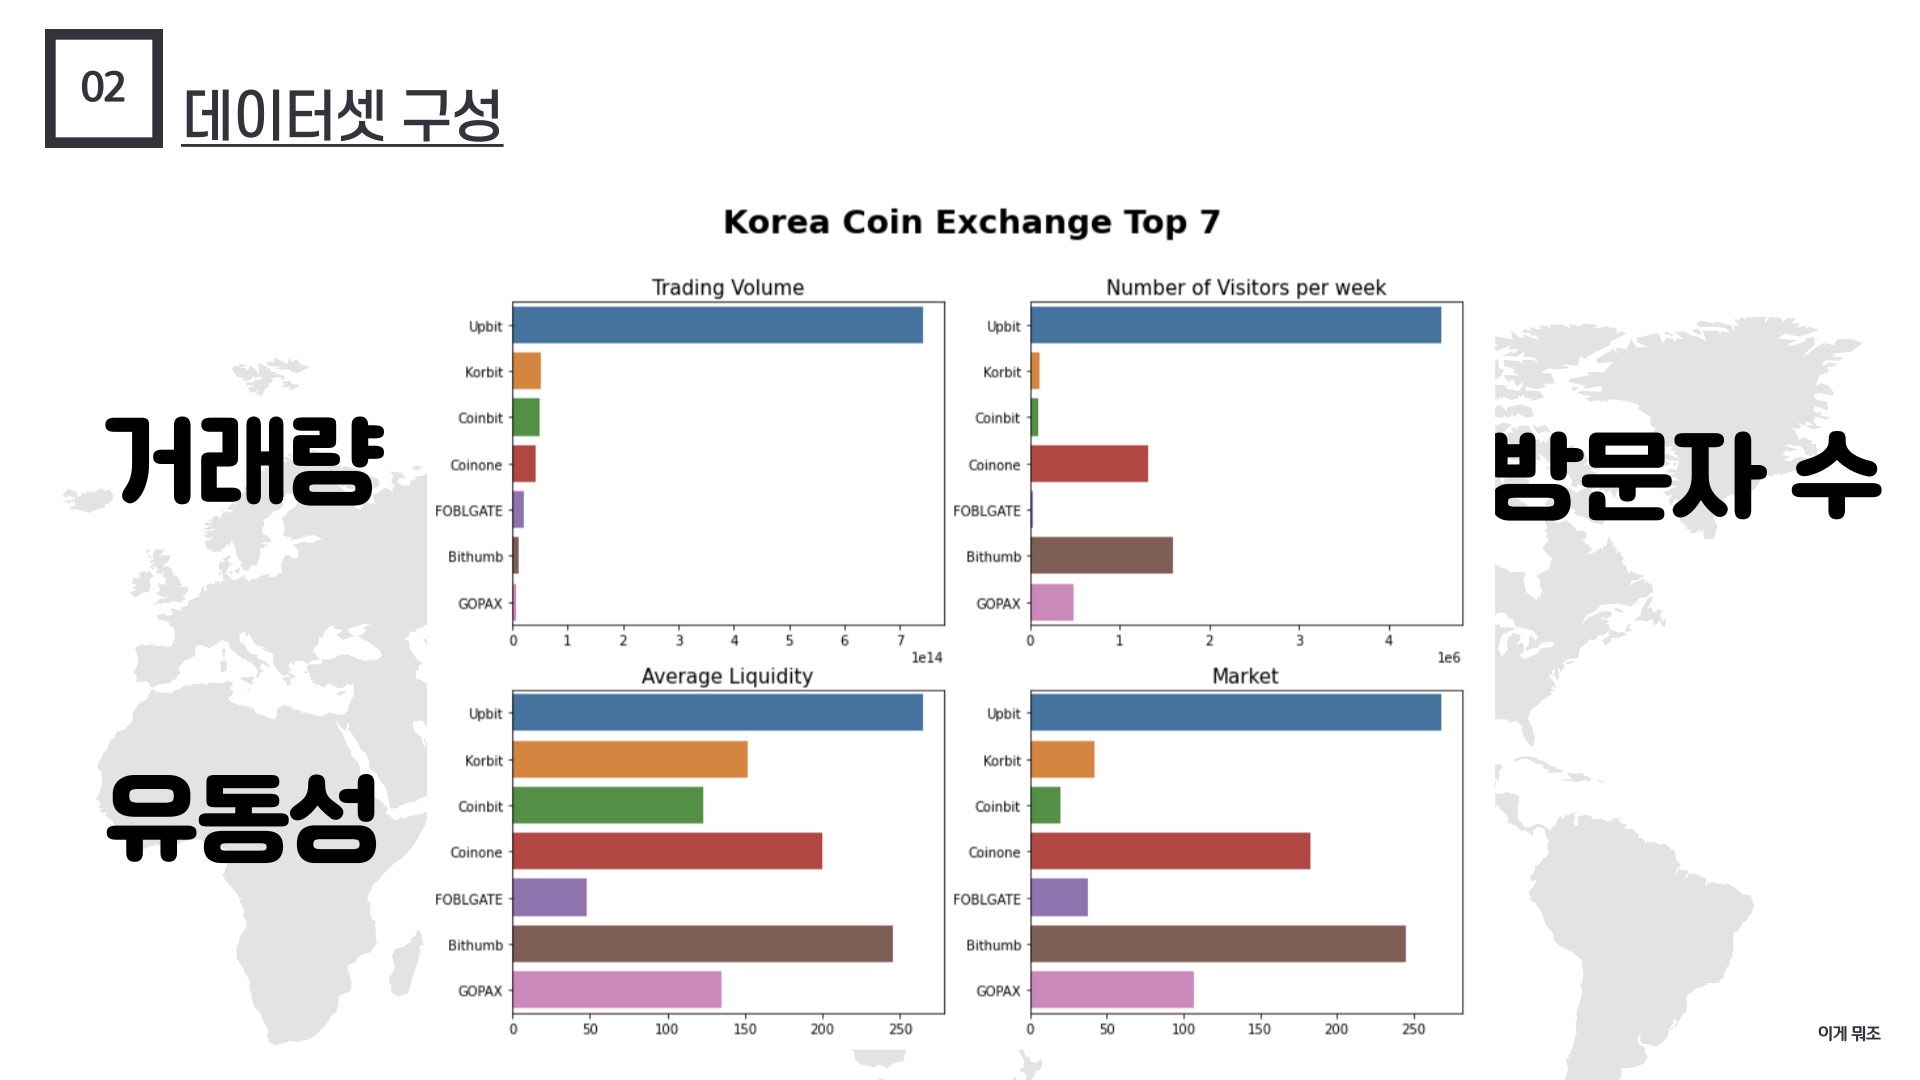 02
데이터셋 구성
Korea Coin Exchange Top 7
거래량
Trading Volume
Upbit
Korbit
Coinbit
Coinone
FOBLGATE
Bithumb
GOPAX
0 1 2 3 4 5 6 7
1e14
Number of Visitors per week
Upbit
Korbit
Coinbit
Coinone
FOBLGATE
Bithumb
GOPAX
0 1 2 3 4
1e6
방문자 수
유동성
Average Liquidity
Upbit
Korbit
Coinbit
Coinone
FOBLGATE
Bithumb
GOPAX
0 50 100 150 200 250
Market
Upbit
Korbit
Coinbit
Coinone
FOBLGATE
Bithumb
GOPAX
0 50 100 150 200 250
이게 뭐조